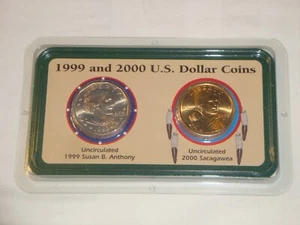 1999 and 2000 U.S. Dollar Coins
Uncirculated
1999 Susan B. Anthony
Uncirculated
2000 Sacagawea